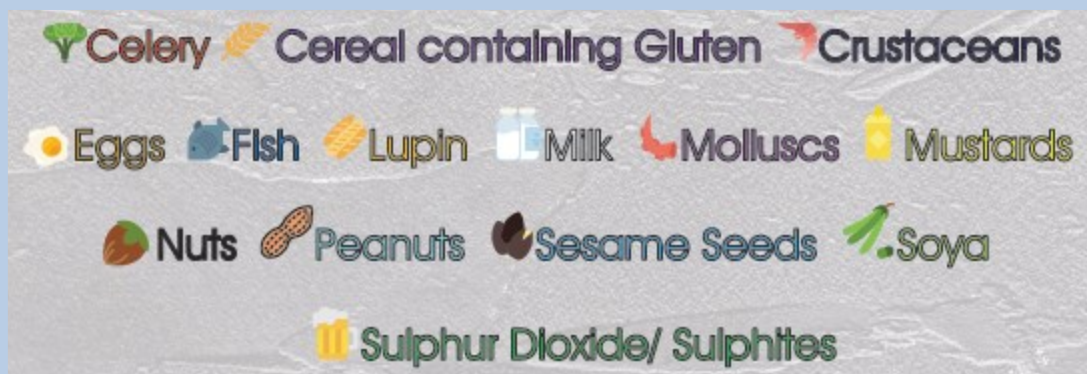 Celery Cereal containing Gluten Crustaceans
Eggs Fish Lupin Milk Molluscs Mustards
Nuts Peanuts Sesame Seeds Soya
Sulphur Dioxide/ Sulphites